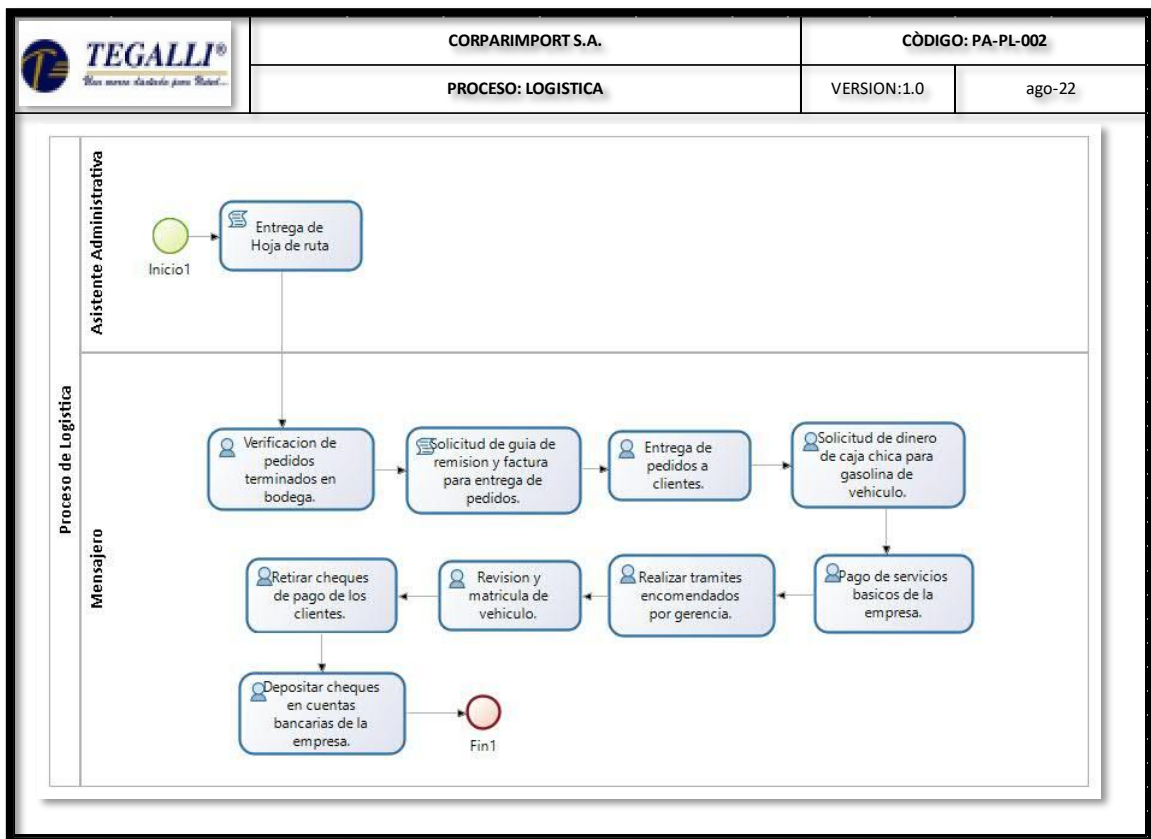 TEGALLI®
CORPARIMPORT S.A.
CÒDIGO: PA-PL-002
PROCESO: LOGISTICA
VERSION:1.0
ago-22
Proceso de Logistica
Asistente Administrativa
Inicio1
Entrega de
Hoja de ruta
Mensajero
Verificacion de
pedidos
terminados en
bodega.
Solicitud de guia de
remision y factura
para entrega de
pedidos.
Entrega de
pedidos a
clientes.
Solicitud de dinero
de caja chica para
gasolina de
vehiculo.
Pago de servicios
basicos de la
empresa.
Realizar tramites
encomendados
por gerencia.
Revision y
matricula de
vehiculo.
Retirar cheques
de pago de los
clientes.
Depositar cheques
en cuentas
bancarias de la
empresa.
Fin1